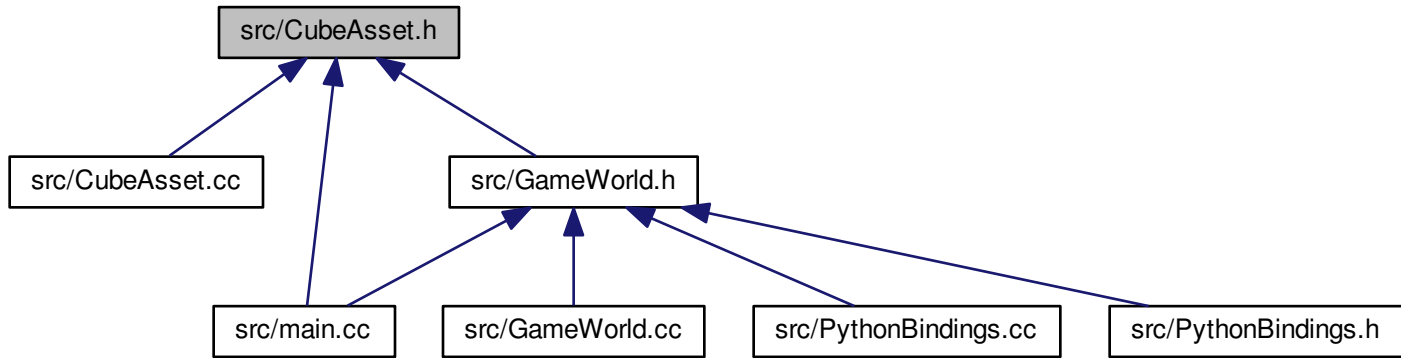 src/CubeAsset.h
src/CubeAsset.cc
src/GameWorld.h
src/main.cc
src/GameWorld.cc
src/PythonBindings.cc
src/PythonBindings.h